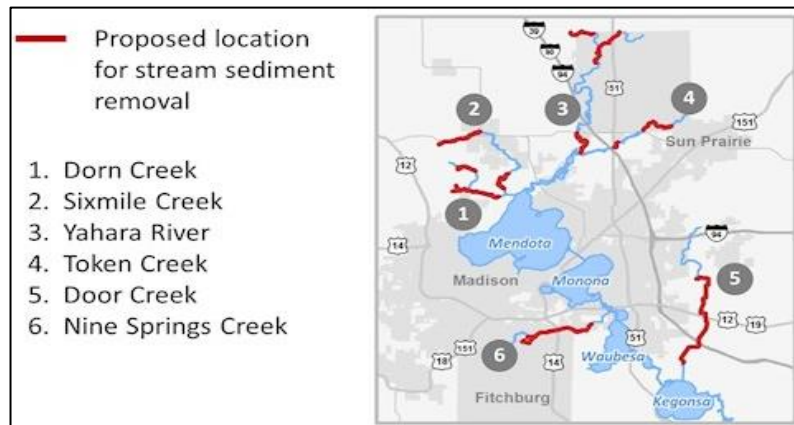 Proposed location
for stream sediment
removal
1. Dorn Creek
2. Sixmile Creek
3. Yahara River
4. Token Creek
5. Door Creek
6. Nine Springs Creek
39
90
94
51
2
3
4
151
Sun Prairie
12
1
14
Mendota
94
Madison
Monona
5
12
19
51
151
18
6
14
Waubesa
Fitchburg
Kegonsa